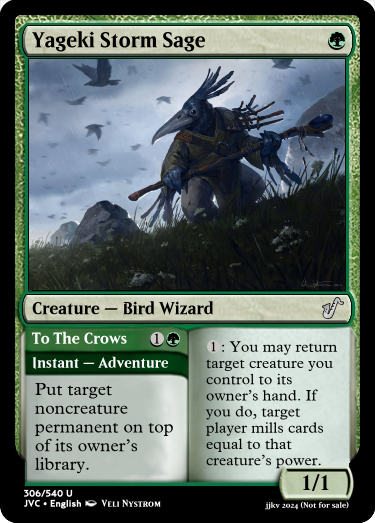 Yageki Storm Sage
Creature — Bird Wizard
To The Crows 1
Instant — Adventure
Put target
noncreature
permanent on top
of its owner's
library.
1 : You may return
target creature you
control to its
owner's hand. If
you do, target
player mills cards
equal to that
creature's power.
1/1
306/540 U
JVC • English VELI NYSTROM
jjkv 2024 (Not for sale)